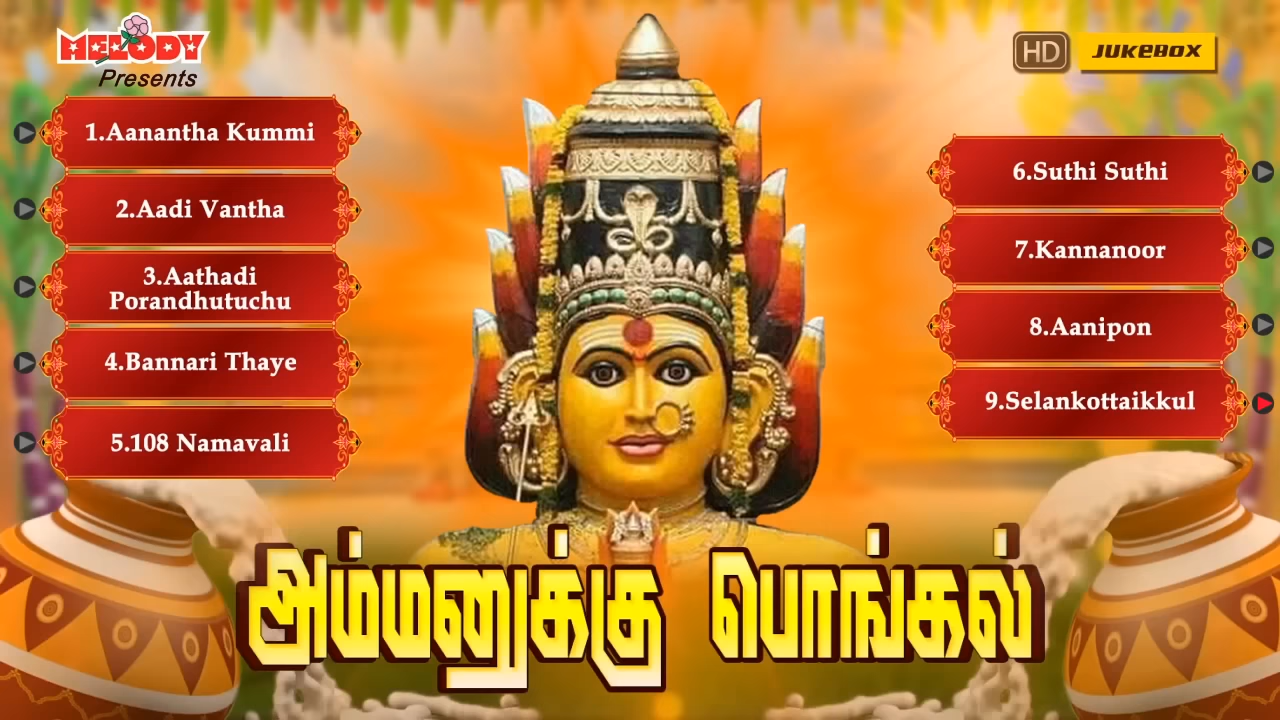 MELODY
Presents
HD JUKEBOX
1.Aanantha Kummi
2.Aadi Vantha
3.Aathadi
Porandhutuchu
4.Bannari Thaye
5.108 Namavali
6.Suthi Suthi
7.Kannanoor
8.Aanipon
9.Selankottaikkul
அம்மனுக்கு பொங்கல்